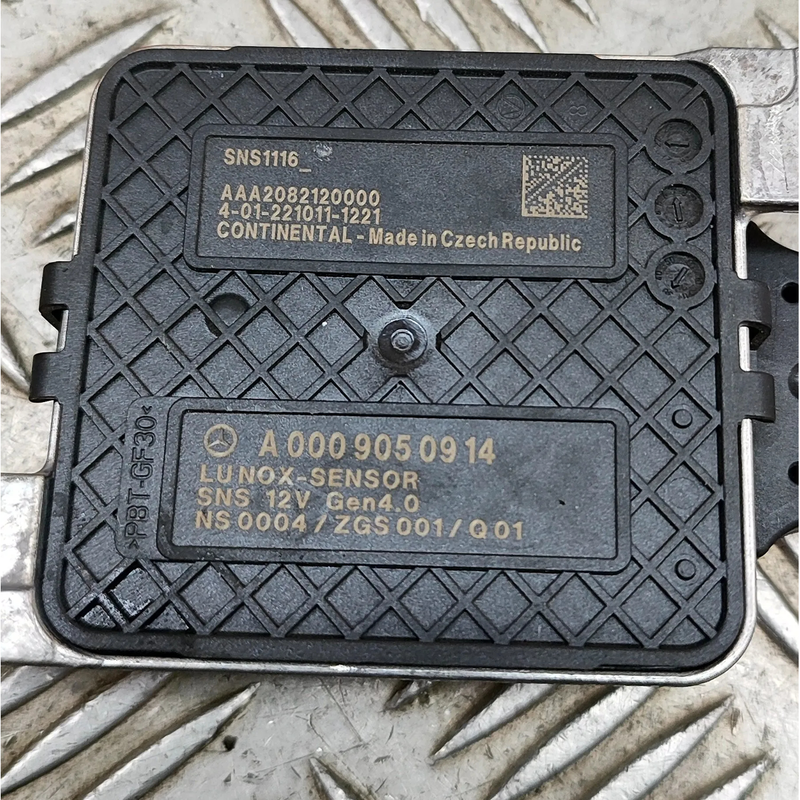 SNS1116_
AAA2082120000
4-01-221011-1221
CONTINENTAL - Made in Czech Republic
>PBT-GF30<
A 000 905 09 14
LU NOX-SENSOR
SNS 12V Gen4.0
NS 0004 / ZGS 001 / Q 01